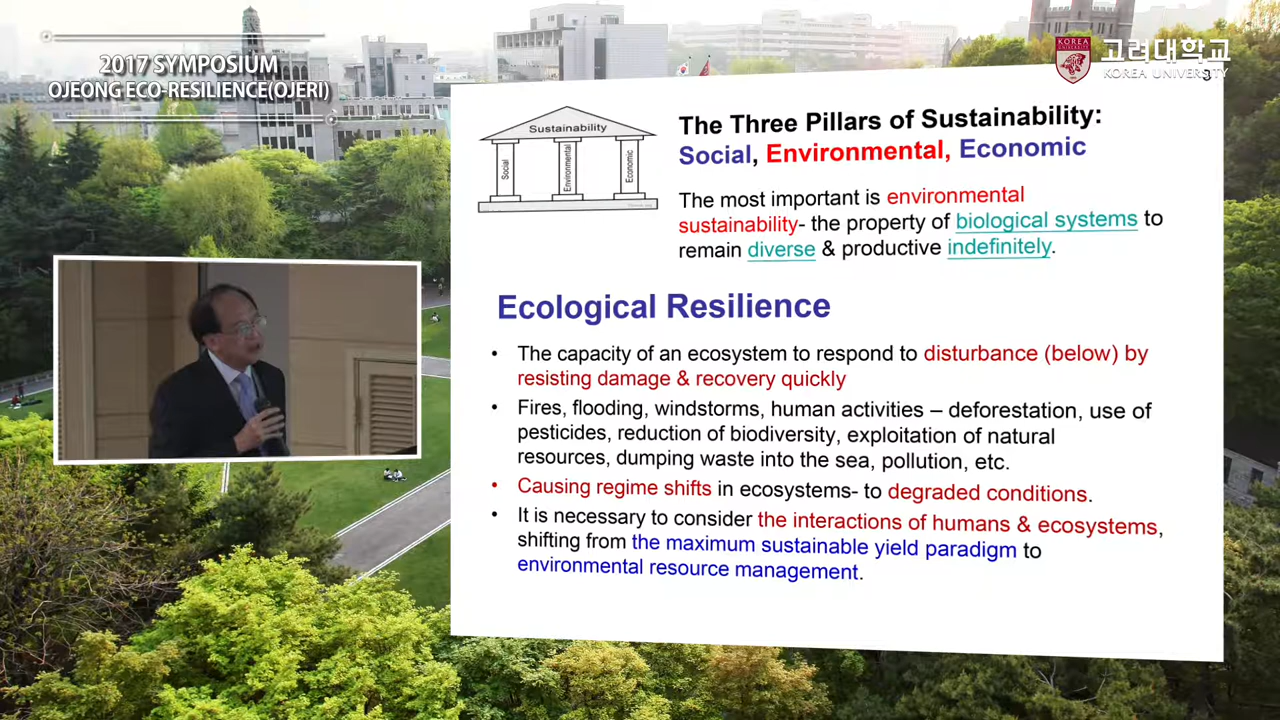 2017 SYMPOSIUM
OJEONG ECO-RESILIENCE(OJERI)
KOREA
고려대학교
KOREA UNIVERSITY
3
Sustainability
Social
Environmental
Economic
The Three Pillars of Sustainability:
Social, Environmental, Economic
The most important is environmental
sustainability- the property of biological systems to
remain diverse & productive indefinitely.
Ecological Resilience
• The capacity of an ecosystem to respond to disturbance (below) by
resisting damage & recovery quickly
• Fires, flooding, windstorms, human activities – deforestation, use of
pesticides, reduction of biodiversity, exploitation of natural
resources, dumping waste into the sea, pollution, etc.
• Causing regime shifts in ecosystems- to degraded conditions.
• It is necessary to consider the interactions of humans & ecosystems,
shifting from the maximum sustainable yield paradigm to
environmental resource management.